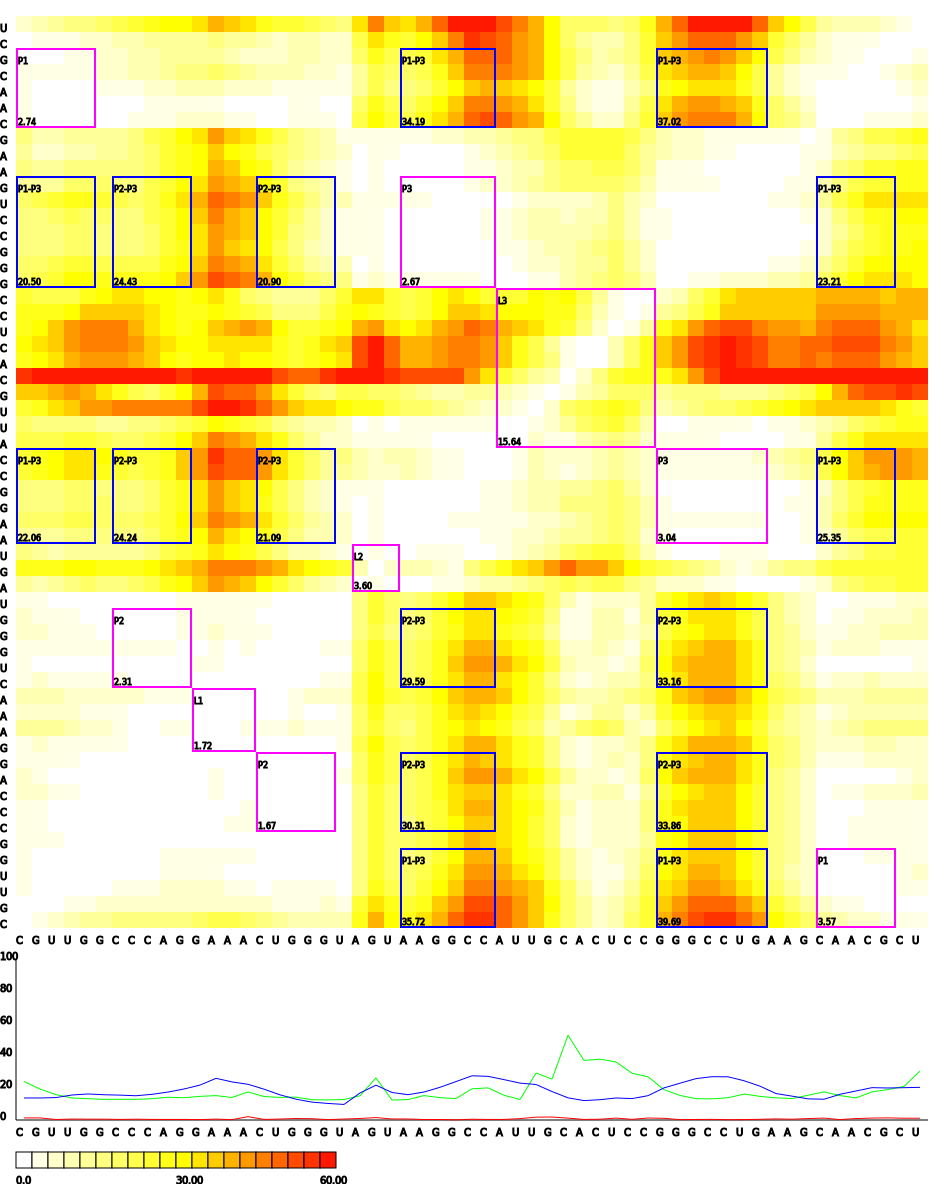 U
C
G P1 P1-P3 P1-P3
C
A
A
C 2.74 34.19 37.02
G
A
A
G P1-P3 P2-P3 P2-P3 P3 P1-P3
U
C
C
G
G
G 20.50 24.43 20.90 2.67 23.21
C L3
C
U
C
A
C
G
U
U
A 15.64
C P1-P3 P2-P3 P2-P3 P3 P1-P3
C
G
G
A
A 22.06 24.24 21.09 3.04 25.35
U L2
G
A 3.60
U
G P2 P2-P3 P2-P3
G
G
U
C 2.31 29.59 33.16
A L1
A
A
G 1.72
G P2 P2-P3 P2-P3
A
C
C
C 1.67 30.31 33.86
G
G P1-P3 P1-P3 P1
U
U
G
C 35.72 39.69 3.57
C G U U G G C C C A G G A A A C U G G G U A G U A A G G C C A U U G C A C U C C G G G C C U G A A G C A A C G C U
100
80
60
40
20
0
C G U U G G C C C A G G A A A C U G G G U A G U A A G G C C A U U G C A C U C C G G G C C U G A A G C A A C G C U
0.0 30.00 60.00